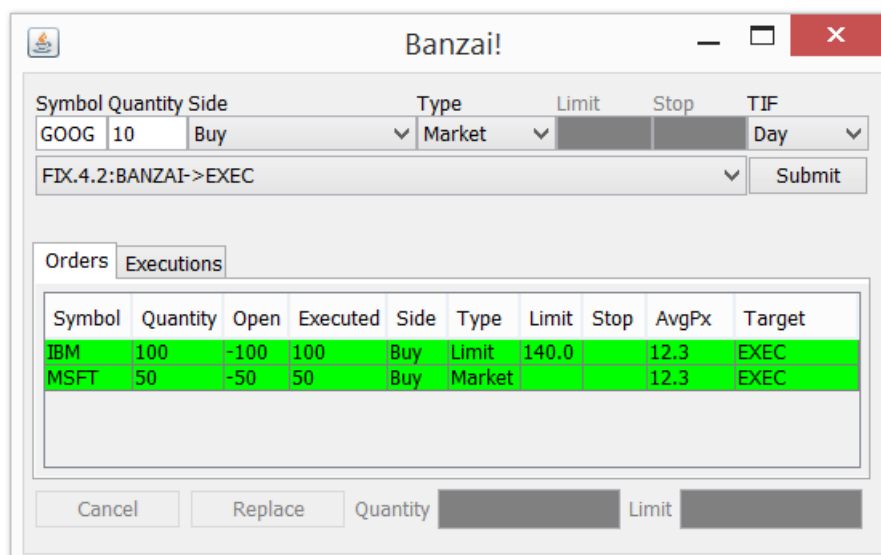 Banzai!
Symbol Quantity Side Type Limit Stop TIF
GOOG 10 Buy Market Day
FIX.4.2:BANZAI->EXEC Submit
Orders Executions
Symbol Quantity Open Executed Side Type Limit Stop AvgPx Target
IBM 100 -100 100 Buy Limit 140.0 12.3 EXEC
MSFT 50 -50 50 Buy Market 12.3 EXEC
Cancel Replace Quantity Limit